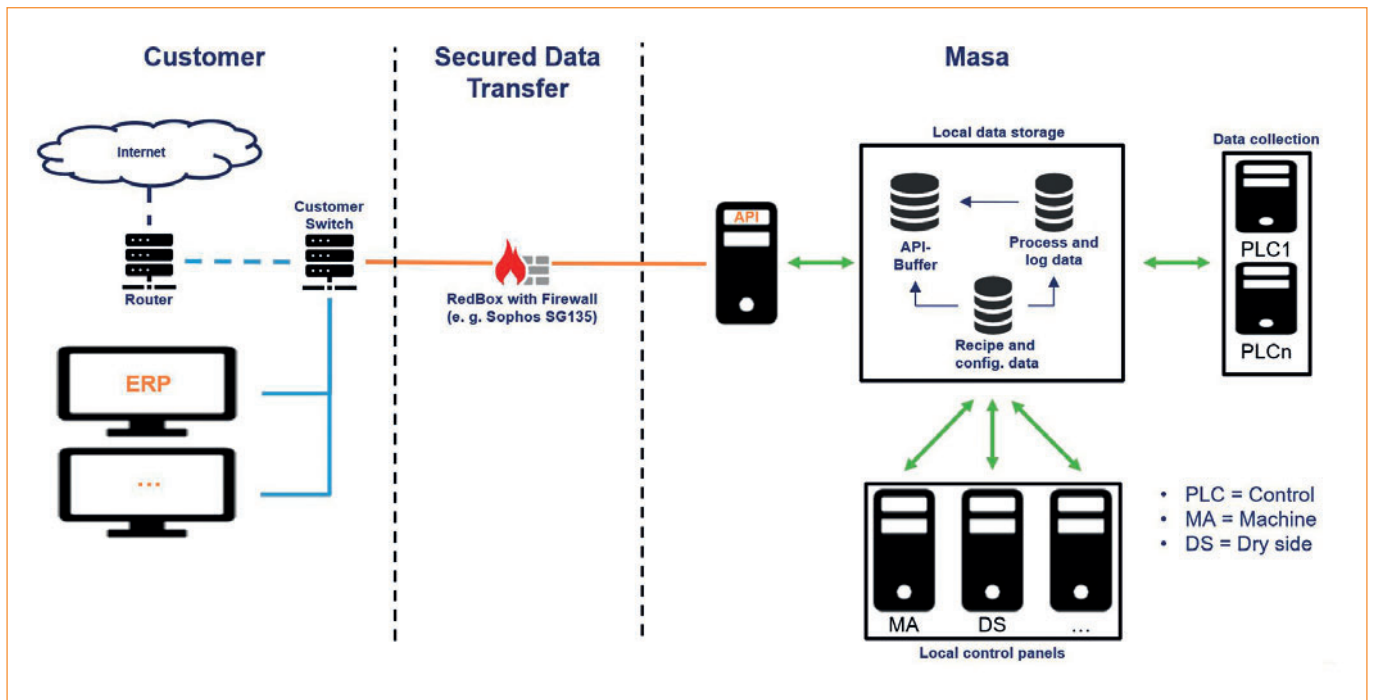 Customer
Secured Data
Transfer
Masa
Internet
Customer
Switch
Router
ERP
...
RedBox with Firewall
(e. g. Sophos SG135)
API
Local data storage
API-
Buffer
Process and
log data
Recipe and
config. data
Data collection
PLC1
PLCn
MA
DS
...
Local control panels
• PLC = Control
• MA = Machine
• DS = Dry side